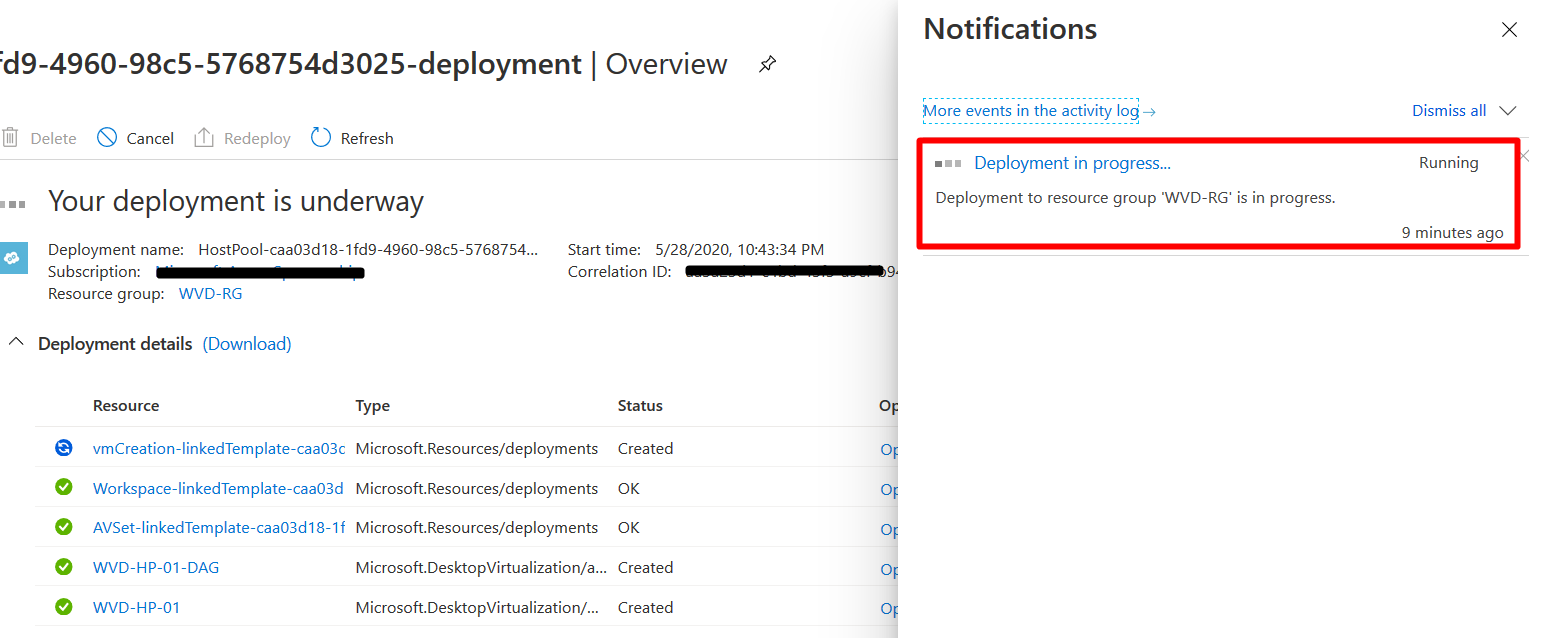 fd9-4960-98c5-5768754d3025-deployment | Overview
Delete Cancel Redeploy Refresh
Your deployment is underway
Deployment name: HostPool-caa03d18-1fd9-4960-98c5-5768754... Start time: 5/28/2020, 10:43:34 PM
Subscription: Correlation ID:
Resource group: WVD-RG
Deployment details (Download)
Resource Type Status Op
vmCreation-linkedTemplate-caa03d Microsoft.Resources/deployments Created Op
Workspace-linkedTemplate-caa03d Microsoft.Resources/deployments OK Op
AVSet-linkedTemplate-caa03d18-1f Microsoft.Resources/deployments OK Op
WVD-HP-01-DAG Microsoft.DesktopVirtualization/a... Created Op
WVD-HP-01 Microsoft.DesktopVirtualization/... Created Op
Notifications
More events in the activity log → Dismiss all
Deployment in progress... Running
Deployment to resource group 'WVD-RG' is in progress.
9 minutes ago